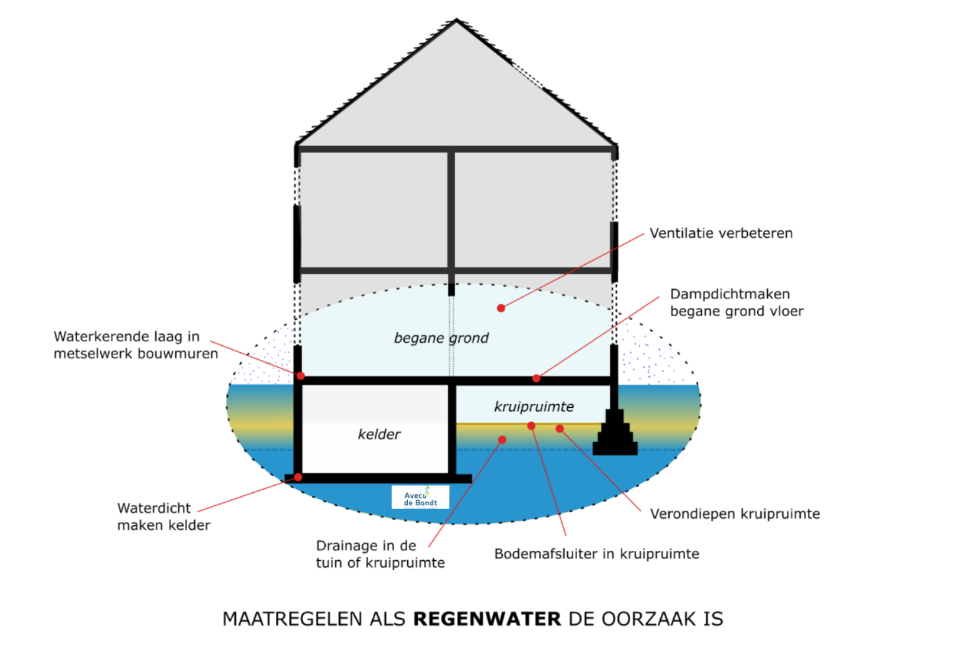 Ventilatie verbeteren
Dampdichtmaken
begane grond vloer
Waterkerende laag in
metselwerk bouwmuren
begane grond
kruipruimte
kelder
Aveco
de Bondt
Waterdicht
maken kelder
Verondiepen kruipruimte
Drainage in de
tuin of kruipruimte
Bodemafsluiter in kruipruimte
MAATREGELEN ALS REGENWATER DE OORZAAK IS